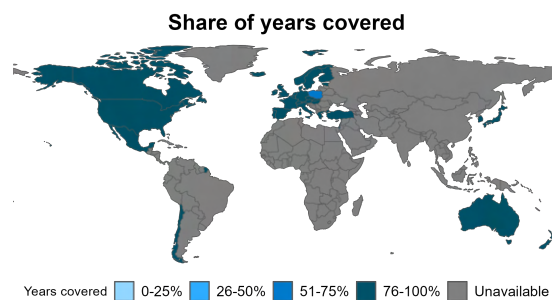 Share of years covered
Years covered 0-25% 26-50% 51-75% 76-100% Unavailable